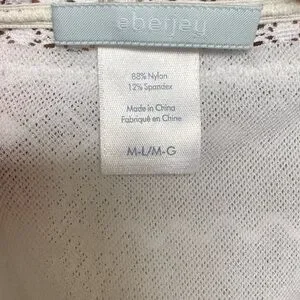 eberjey
88% Nylon
12% Spandex
Made in China
Fabriqué en Chine
M-L/M-G